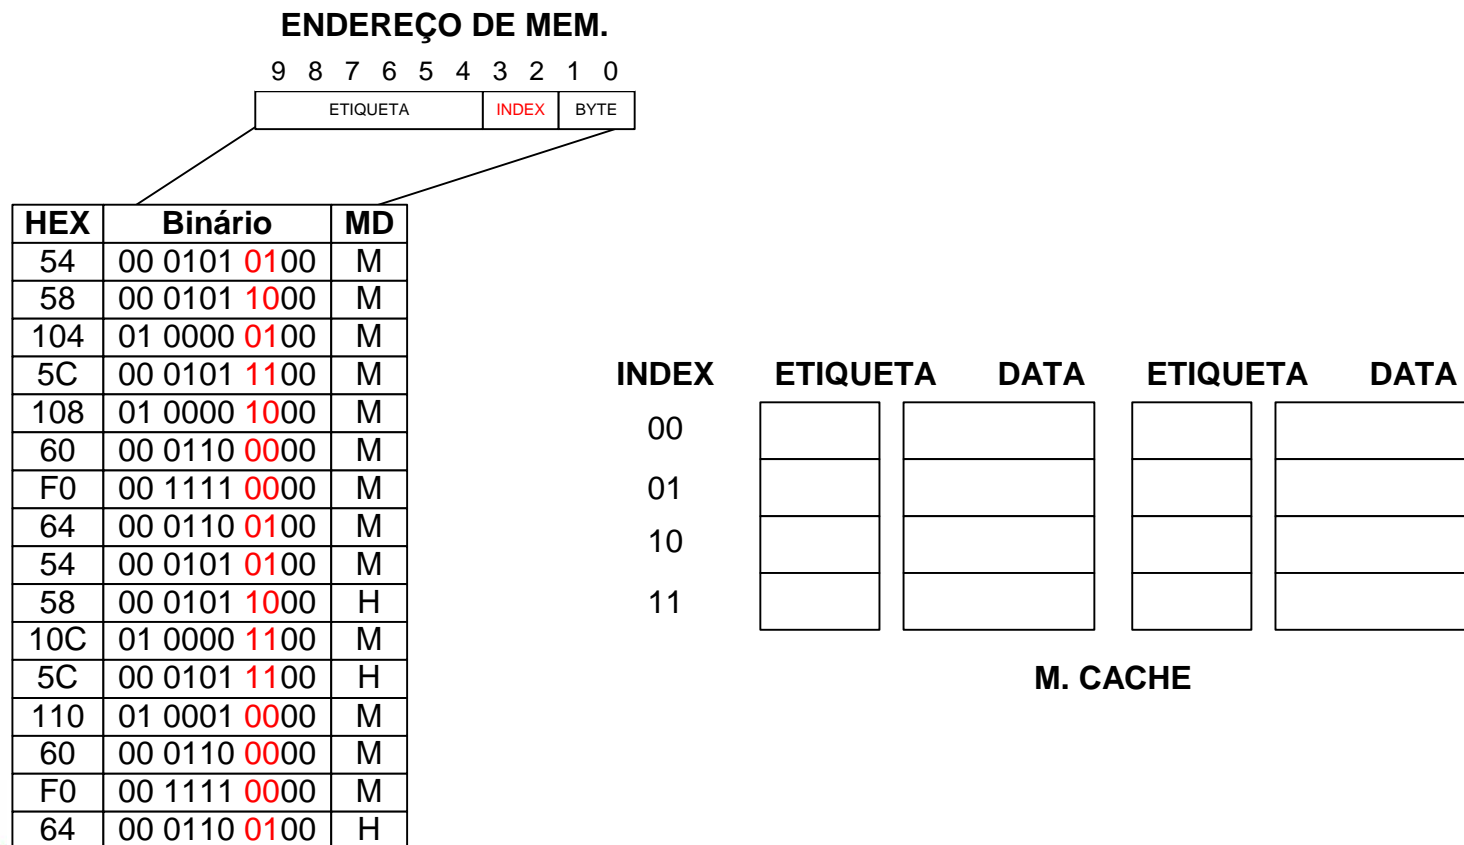 ENDEREÇO DE MEM.
9 8 7 6 5 4 3 2 1 0
ETIQUETA INDEX BYTE
HEX Binário MD
54 00 0101 0100 M
58 00 0101 1000 M
104 01 0000 0100 M
5C 00 0101 1100 M
108 01 0000 1000 M
60 00 0110 0000 M
F0 00 1111 0000 M
64 00 0110 0100 M
54 00 0101 0100 M
58 00 0101 1000 H
10C 01 0000 1100 M
5C 00 0101 1100 H
110 01 0001 0000 M
60 00 0110 0000 M
F0 00 1111 0000 M
64 00 0110 0100 H
INDEX ETIQUETA DATA ETIQUETA DATA
00
01
10
11
M. CACHE